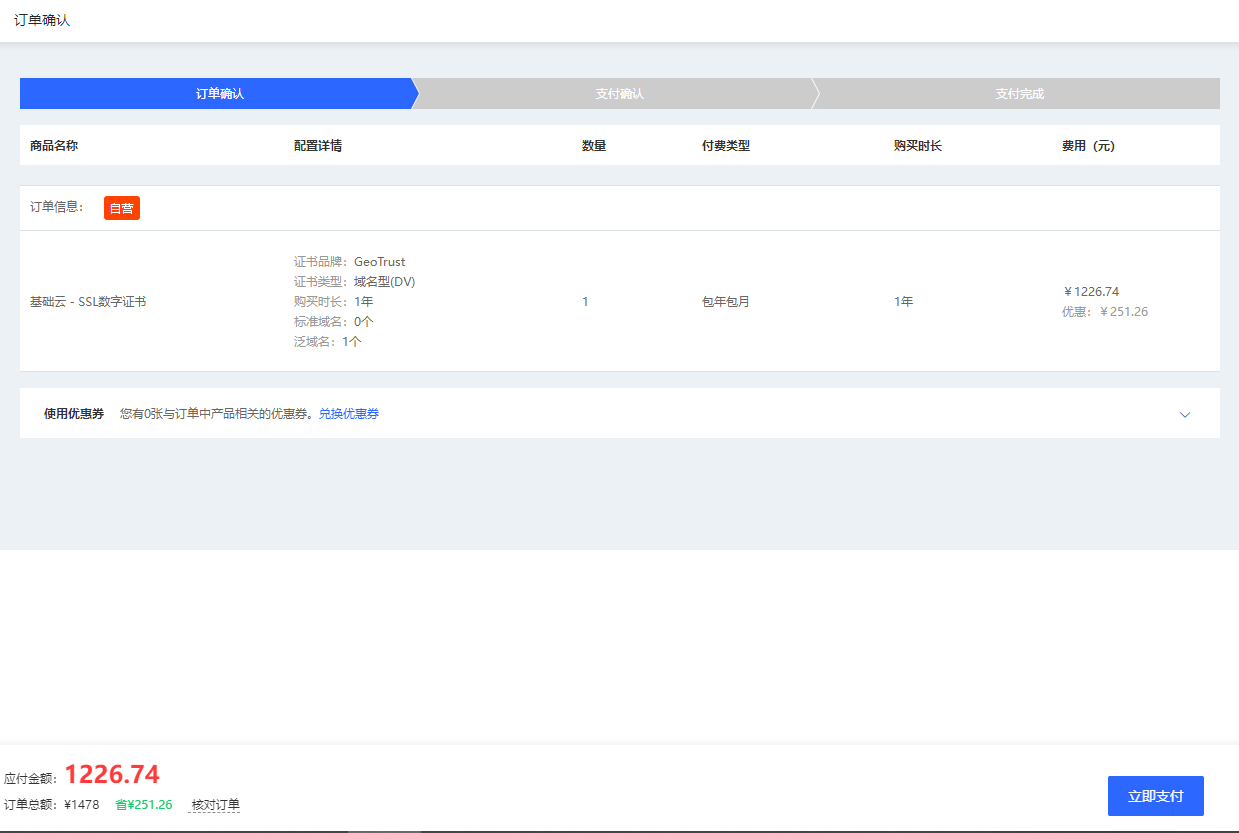 订单确认
订单确认 支付确认 支付完成
商品名称 配置详情 数量 付费类型 购买时长 费用（元）
订单信息： 自营
证书品牌：GeoTrust
证书类型：域名型(DV)
购买时长：1年
标准域名：0个
泛域名：1个
基础云 - SSL数字证书 1 包年包月 1年
￥1226.74
优惠：￥251.26
使用优惠券 您有0张与订单中产品相关的优惠券。兑换优惠券
应付金额：1226.74
订单总额：¥1478 省¥251.26 核对订单
立即支付